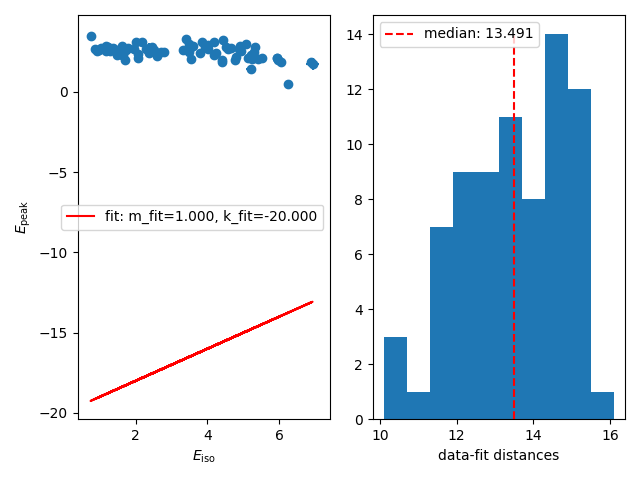 0
−5
−10
−15
−20
E_peak
fit: m_fit=1.000, k_fit=-20.000
2 4 6
E_iso
median: 13.491
14
12
10
8
6
4
2
0
10 12 14 16
data-fit distances